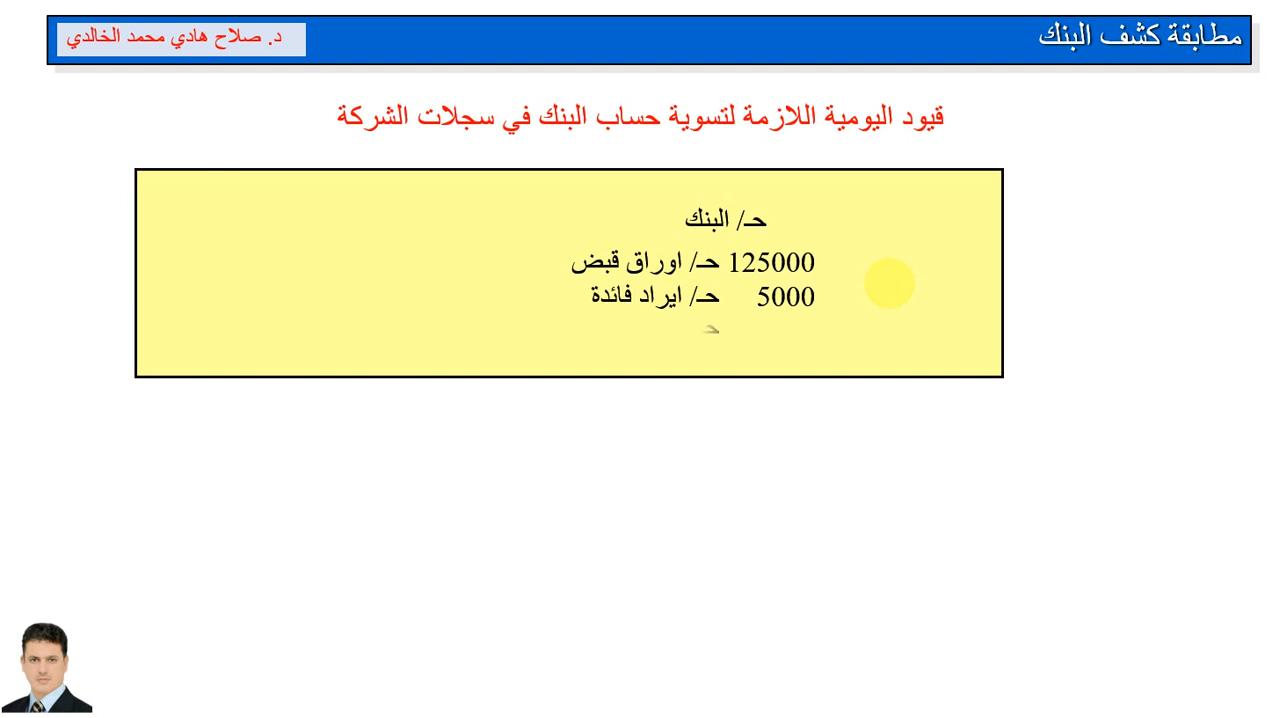 مطابقة كشف البنك
د. صلاح هادي محمد الخالدي
قيود اليومية اللازمة لتسوية حساب البنك في سجلات الشركة
حـ/ البنك
125000 حـ/ اوراق قبض
5000 حـ/ ايراد فائدة
حـ